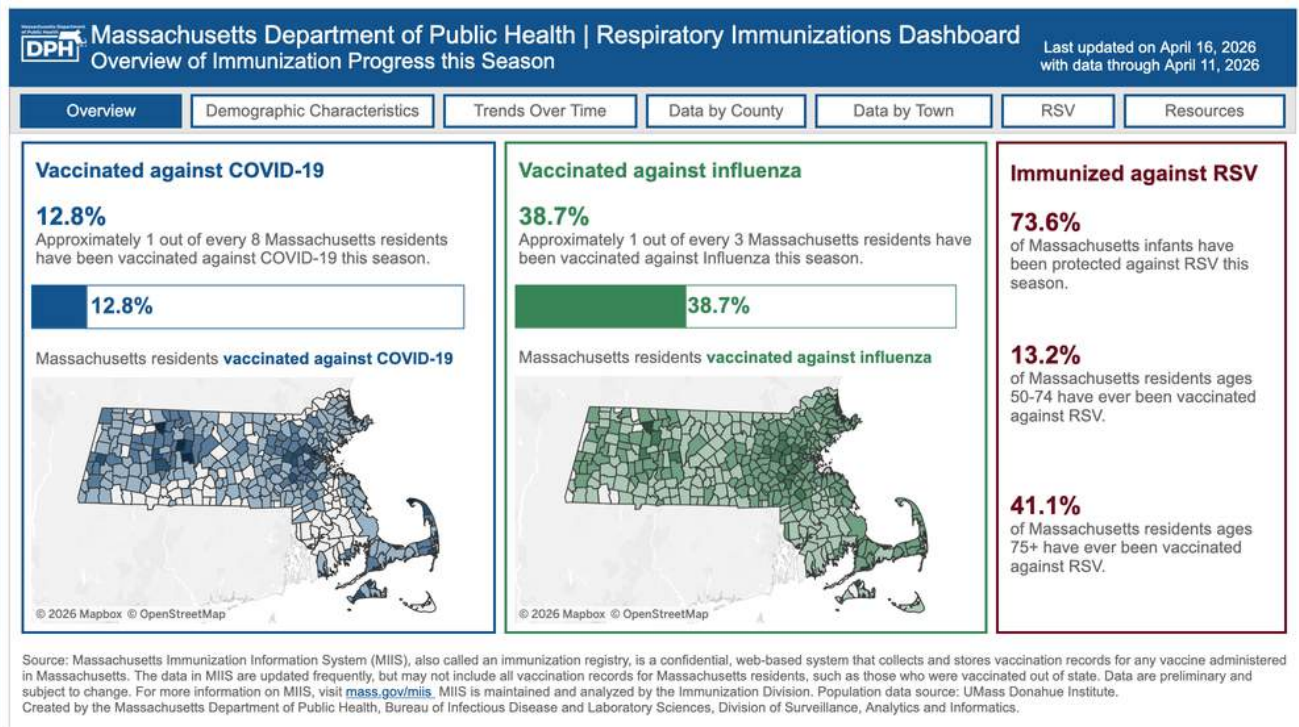 Massachusetts Department of Public Health
DPH
Massachusetts Department of Public Health | Respiratory Immunizations Dashboard
Overview of Immunization Progress this Season
Last updated on April 16, 2026
with data through April 11, 2026
Overview
Demographic Characteristics
Trends Over Time
Data by County
Data by Town
RSV
Resources
Vaccinated against COVID-19
12.8%
Approximately 1 out of every 8 Massachusetts residents
have been vaccinated against COVID-19 this season.
12.8%
Massachusetts residents vaccinated against COVID-19
© 2026 Mapbox © OpenStreetMap
Vaccinated against influenza
38.7%
Approximately 1 out of every 3 Massachusetts residents have
been vaccinated against Influenza this season.
38.7%
Massachusetts residents vaccinated against influenza
© 2026 Mapbox © OpenStreetMap
Immunized against RSV
73.6%
of Massachusetts infants have
been protected against RSV this
season.
13.2%
of Massachusetts residents ages
50-74 have ever been vaccinated
against RSV.
41.1%
of Massachusetts residents ages
75+ have ever been vaccinated
against RSV.
Source: Massachusetts Immunization Information System (MIIS), also called an immunization registry, is a confidential, web-based system that collects and stores vaccination records for any vaccine administered
in Massachusetts. The data in MIIS are updated frequently, but may not include all vaccination records for Massachusetts residents, such as those who were vaccinated out of state. Data are preliminary and
subject to change. For more information on MIIS, visit mass.gov/miis MIIS is maintained and analyzed by the Immunization Division. Population data source: UMass Donahue Institute.
Created by the Massachusetts Department of Public Health, Bureau of Infectious Disease and Laboratory Sciences, Division of Surveillance, Analytics and Informatics.